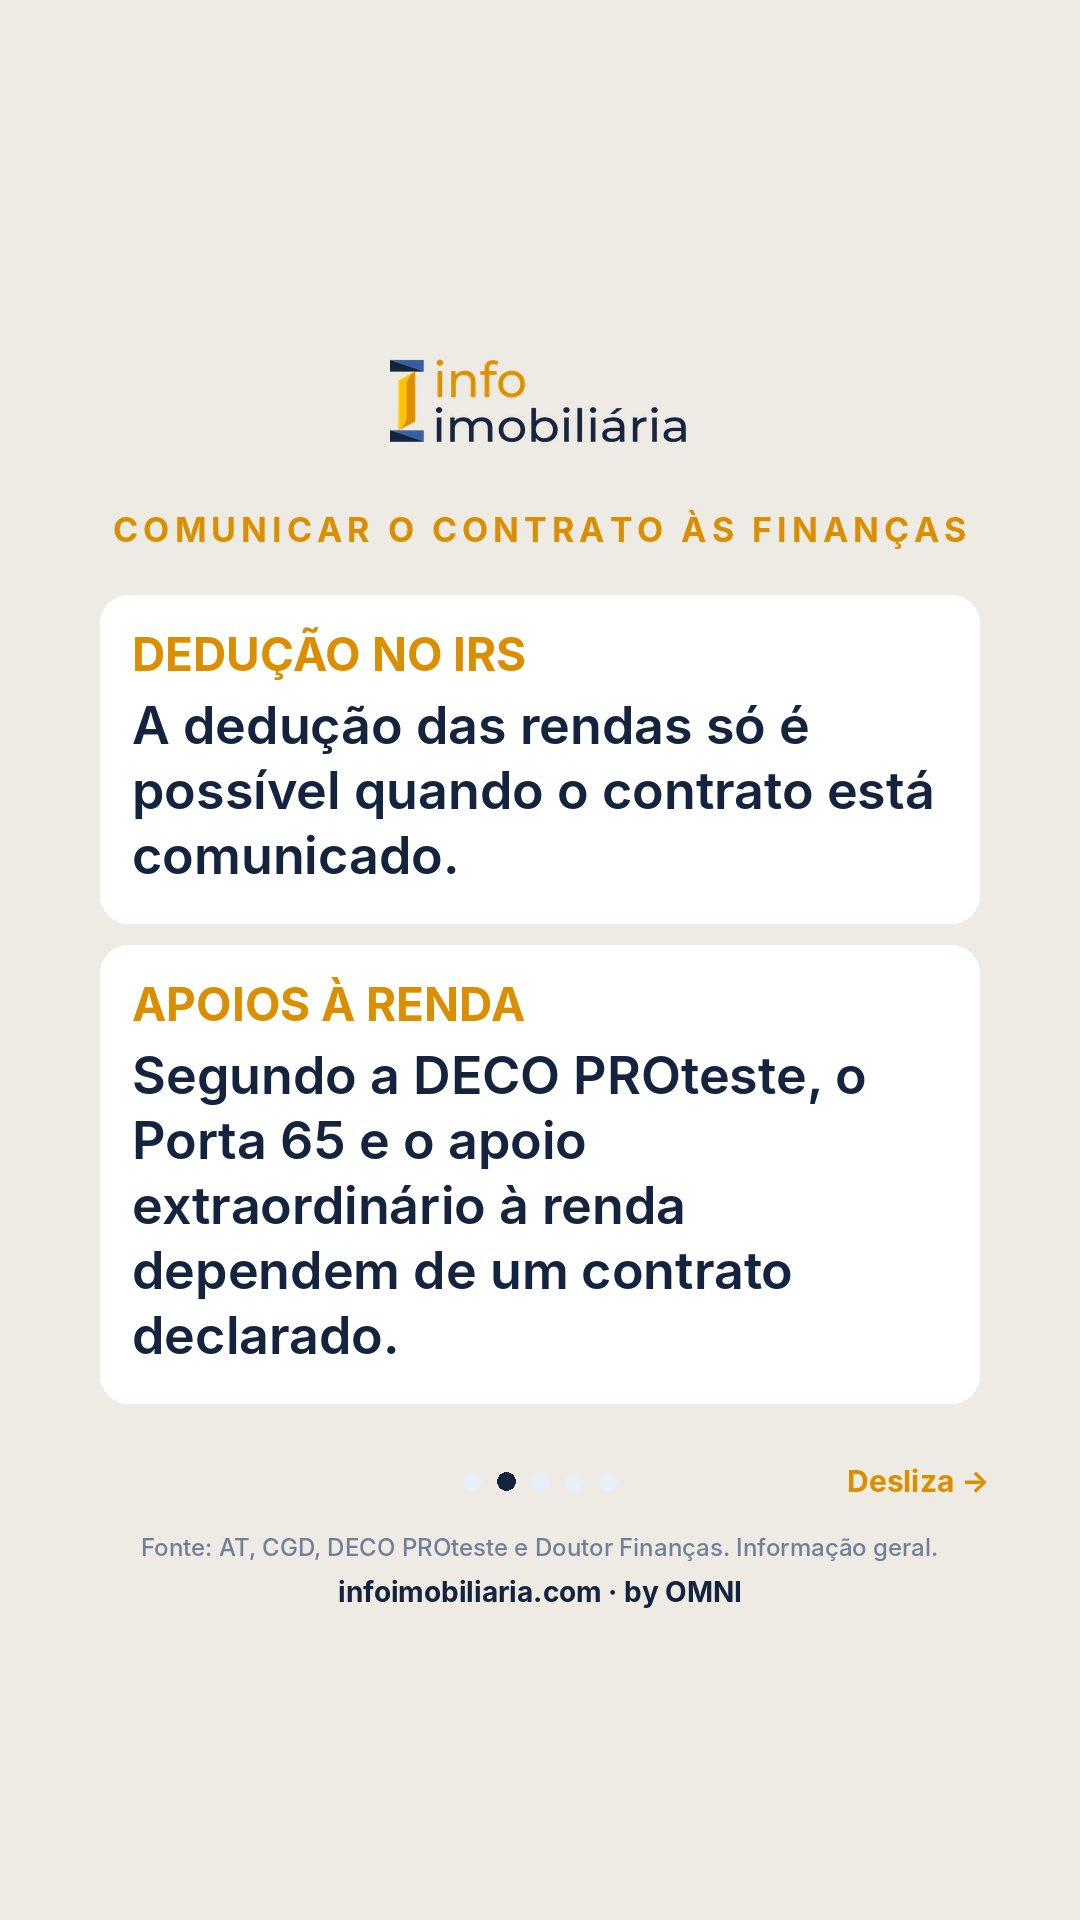 info
imobiliária
COMUNICAR O CONTRATO ÀS FINANÇAS
DEDUÇÃO NO IRS
A dedução das rendas só é
possível quando o contrato está
comunicado.
APOIOS À RENDA
Segundo a DECO PROteste, o
Porta 65 e o apoio
extraordinário à renda
dependem de um contrato
declarado.
Desliza →
Fonte: AT, CGD, DECO PROteste e Doutor Finanças. Informação geral.
infoimobiliaria.com · by OMNI